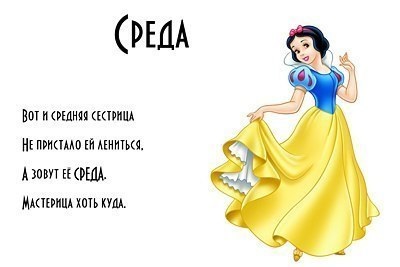 Среда
Вот и средняя сестрица
Не пристало ей лениться,
А зовут её СРЕДА.
Мастерица хоть куда.